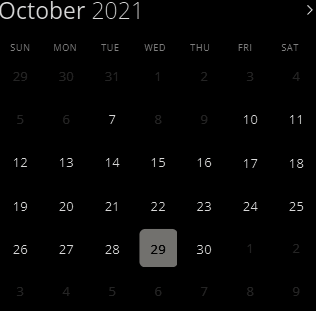 October 2021
SUN MON TUE WED THU FRI SAT
29 30 31 1 2 3 4
5 6 7 8 9 10 11
12 13 14 15 16 17 18
19 20 21 22 23 24 25
26 27 28 29 30 1 2
3 4 5 6 7 8 9